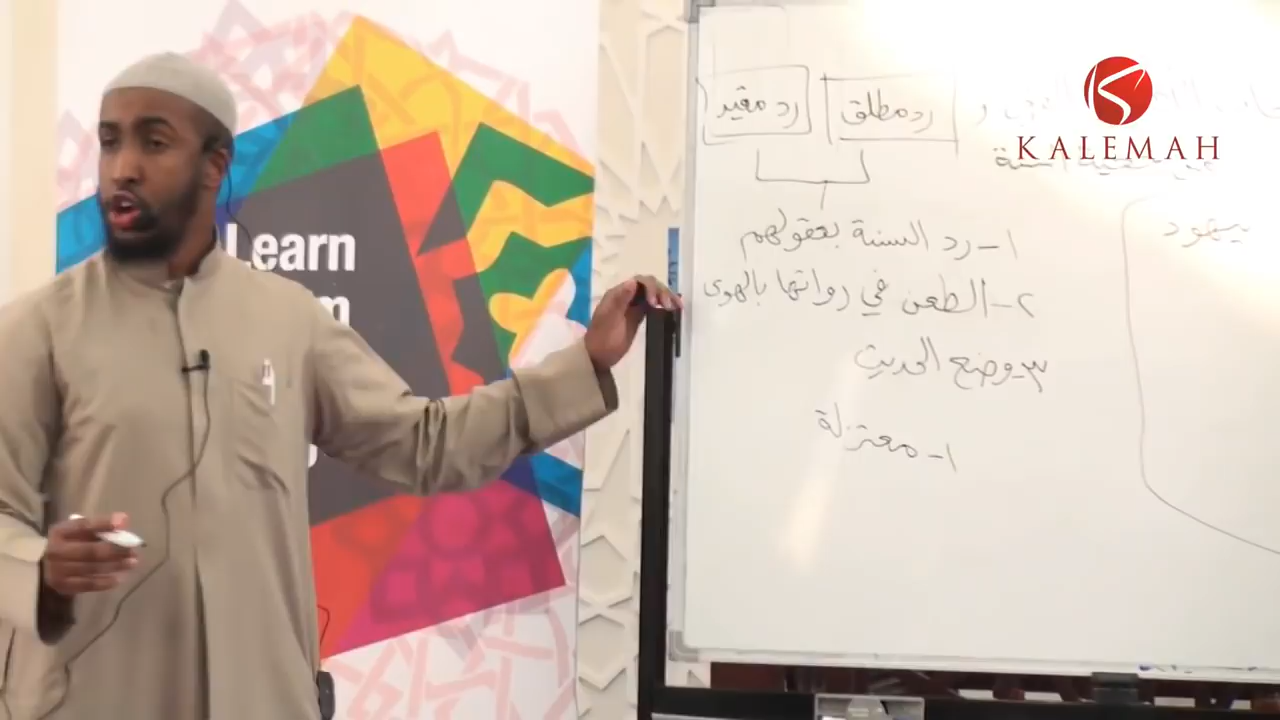 Learn
KALEMAH
رد مطلق
رد مقيد
١- رد السنة بعقولهم
٢- الطعن في رواتها بالهوى
٣- وضع الحديث
١- معتزلة
يهود